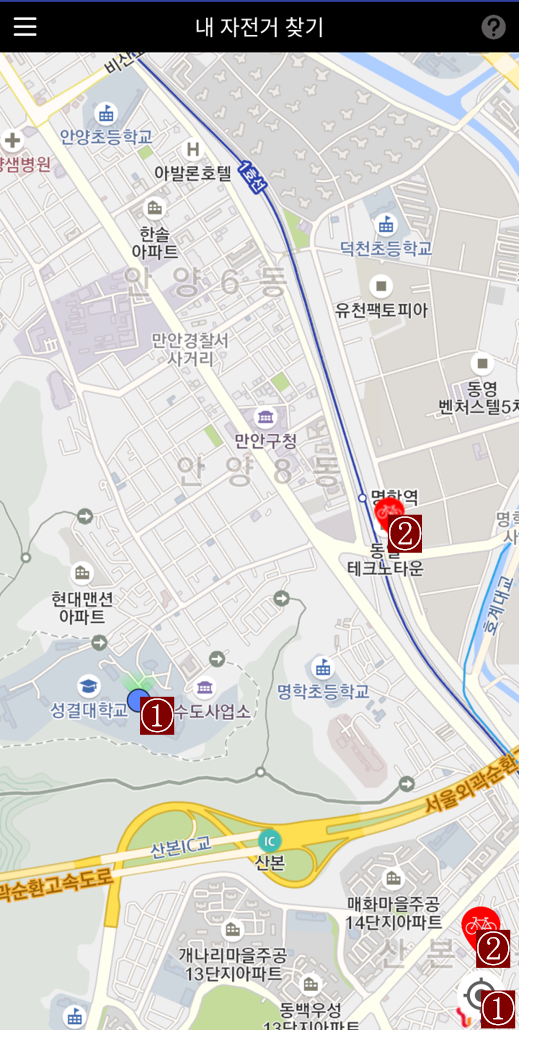 내 자전거 찾기
?
안양초등학교
샘병원
H
아발론호텔
1호선
한솔
아파트
덕천초등학교
안양6동
유천팩토피아
만안경찰서
사거리
동영
벤처스텔5차
만안구청
안양8동
명학역
②
테크노타운
호계대교
현대맨션
아파트
명학초등학교
성결대학교
①
수도사업소
서울외곽순환고
산본IC교
IC
산본
곽순환고속도로
매화마을주공
14단지아파트
산본
②
개나리마을주공
13단지아파트
①
동백우성
13단지아파트